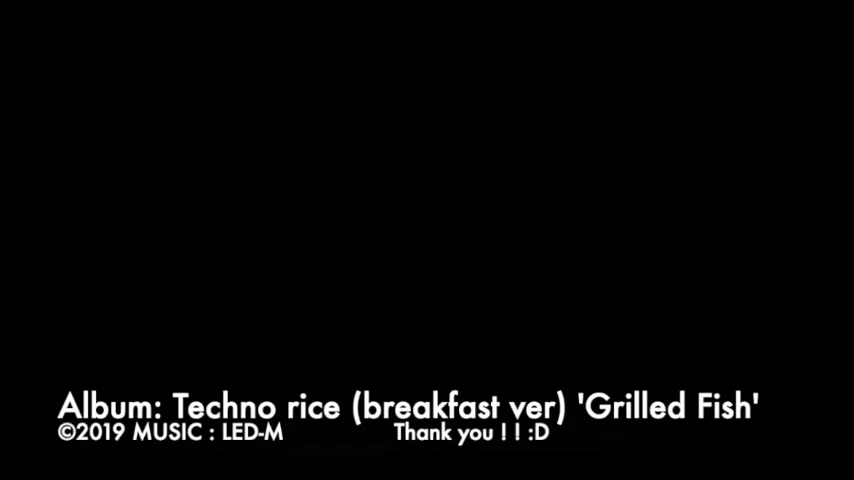 Album: Techno rice (breakfast ver) 'Grilled Fish'
©2019 MUSIC : LED-M Thank you ! ! :D